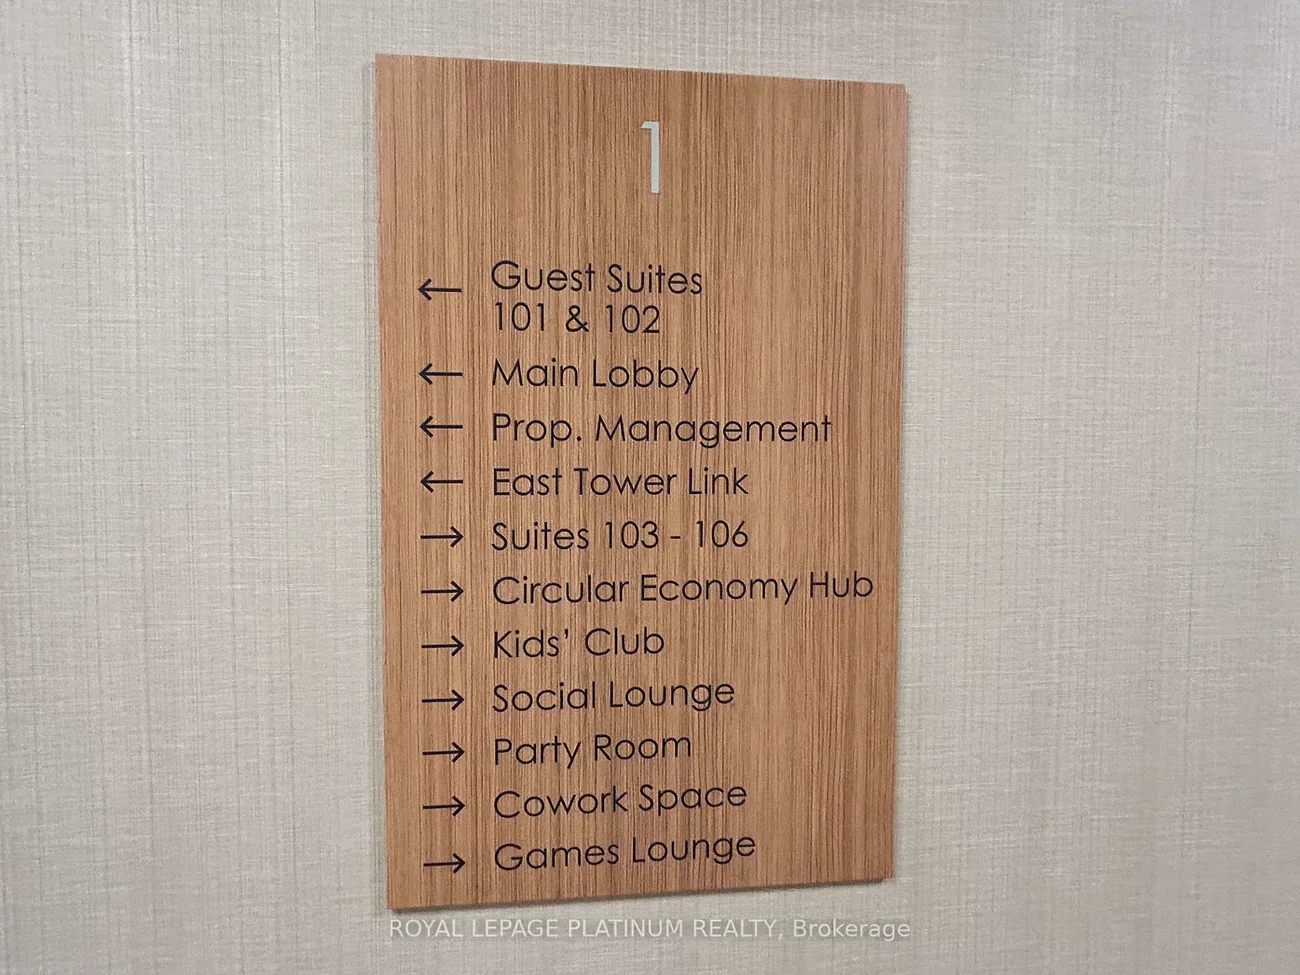 1
← Guest Suites
101 & 102
← Main Lobby
← Prop. Management
← East Tower Link
→ Suites 103 - 106
→ Circular Economy Hub
→ Kids' Club
→ Social Lounge
→ Party Room
→ Cowork Space
→ Games Lounge
ROYAL LEPAGE PLATINUM REALTY, Brokerage